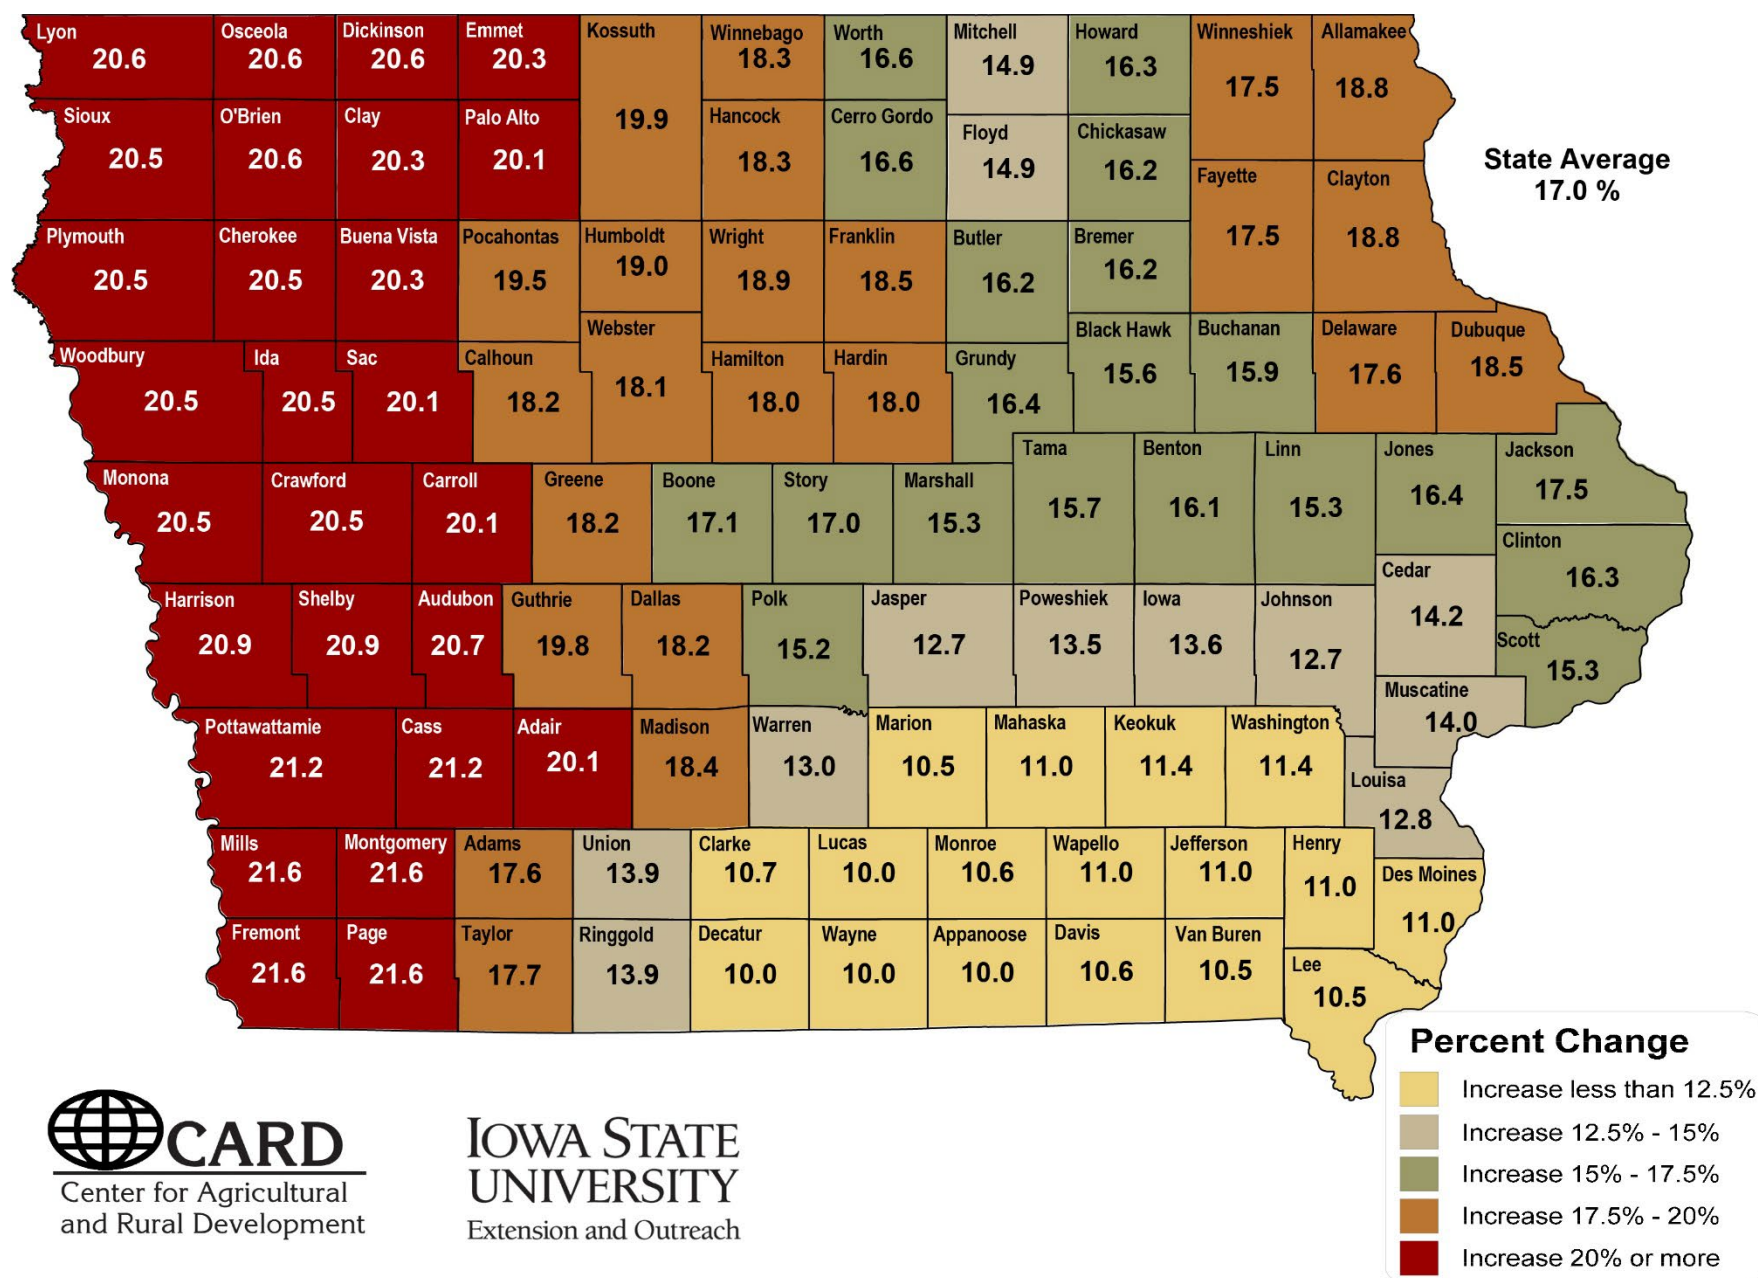 Lyon
20.6
Osceola
20.6
Dickinson
20.6
Emmet
20.3
Kossuth
19.9
Winnebago
18.3
Worth
16.6
Mitchell
14.9
Howard
16.3
Winneshiek
17.5
Allamakee
18.8
Sioux
20.5
O'Brien
20.6
Clay
20.3
Palo Alto
20.1
Hancock
18.3
Cerro Gordo
16.6
Floyd
14.9
Chickasaw
16.2
State Average
17.0 %
Fayette
17.5
Clayton
18.8
Plymouth
20.5
Cherokee
20.5
Buena Vista
20.3
Pocahontas
19.5
Humboldt
19.0
Wright
18.9
Franklin
18.5
Butler
16.2
Bremer
16.2
Webster
18.1
Black Hawk
15.6
Buchanan
15.9
Delaware
17.6
Dubuque
18.5
Woodbury
20.5
Ida
20.5
Sac
20.1
Calhoun
18.2
Hamilton
18.0
Hardin
18.0
Grundy
16.4
Tama
15.7
Benton
16.1
Linn
15.3
Jones
16.4
Jackson
17.5
Monona
20.5
Crawford
20.5
Carroll
20.1
Greene
18.2
Boone
17.1
Story
17.0
Marshall
15.3
Clinton
16.3
Cedar
14.2
Harrison
20.9
Shelby
20.9
Audubon
20.7
Guthrie
19.8
Dallas
18.2
Polk
15.2
Jasper
12.7
Poweshiek
13.5
Iowa
13.6
Johnson
12.7
Scott
15.3
Muscatine
14.0
Pottawattamie
21.2
Cass
21.2
Adair
20.1
Madison
18.4
Warren
13.0
Marion
10.5
Mahaska
11.0
Keokuk
11.4
Washington
11.4
Louisa
12.8
Mills
21.6
Montgomery
21.6
Adams
17.6
Union
13.9
Clarke
10.7
Lucas
10.0
Monroe
10.6
Wapello
11.0
Jefferson
11.0
Henry
11.0
Des Moines
11.0
Fremont
21.6
Page
21.6
Taylor
17.7
Ringgold
13.9
Decatur
10.0
Wayne
10.0
Appanoose
10.0
Davis
10.6
Van Buren
10.5
Lee
10.5
Percent Change
Increase less than 12.5%
Increase 12.5% - 15%
Increase 15% - 17.5%
Increase 17.5% - 20%
Increase 20% or more
CARD
Center for Agricultural
and Rural Development
IOWA STATE
UNIVERSITY
Extension and Outreach